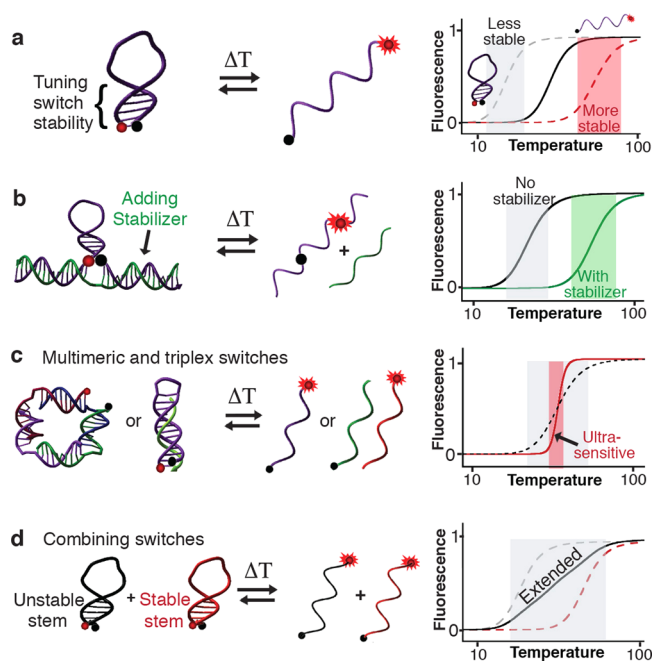 a
Tuning
switch
stability
ΔT
Fluorescence
1
0
Less
stable
More
stable
10
Temperature
100
b
Adding
Stabilizer
ΔT
+
Fluorescence
1
0
No
stabilizer
With
stabilizer
10
Temperature
100
c Multimeric and triplex switches
or
ΔT
or
Fluorescence
1
0
Ultra-
sensitive
10
Temperature
100
d Combining switches
Unstable
stem
+
Stable
stem
ΔT
+
Fluorescence
1
0
Extended
10
Temperature
100